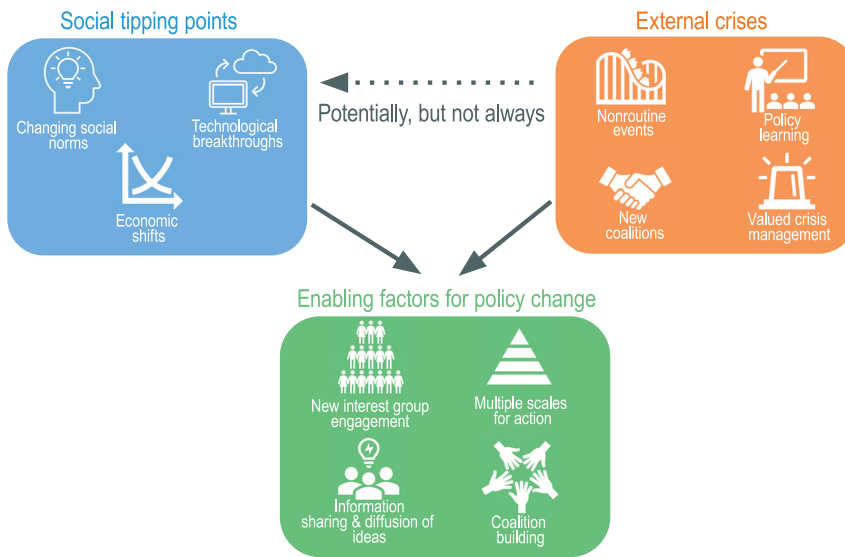 Social tipping points
Changing social
norms
Technological
breakthroughs
Economic
shifts
Potentially, but not always
External crises
Nonroutine
events
Policy
learning
New
coalitions
Valued crisis
management
Enabling factors for policy change
New interest group
engagement
Multiple scales
for action
Information
sharing & diffusion of
ideas
Coalition
building